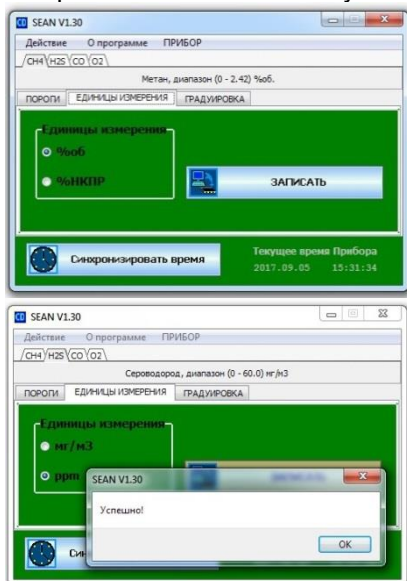 SEAN V1.30
Действие О программе ПРИБОР
CH4 H2S CO O2
Метан, диапазон (0 - 2.42) %об.
ПОРОГИ ЕДИНИЦЫ ИЗМЕРЕНИЯ ГРАДУИРОВКА
Единицы измерения
%об
%НКПР
ЗАПИСАТЬ
Синхронизировать время
Текущее время Прибора
2017.09.05 15:31:34
SEAN V1.30
Действие О программе ПРИБОР
CH4 H2S CO O2
Сероводород, диапазон (0 - 60.0) мг/м3
ПОРОГИ ЕДИНИЦЫ ИЗМЕРЕНИЯ ГРАДУИРОВКА
Единицы измерения
мг/м3
ppm
SEAN V1.30
Успешно!
OK